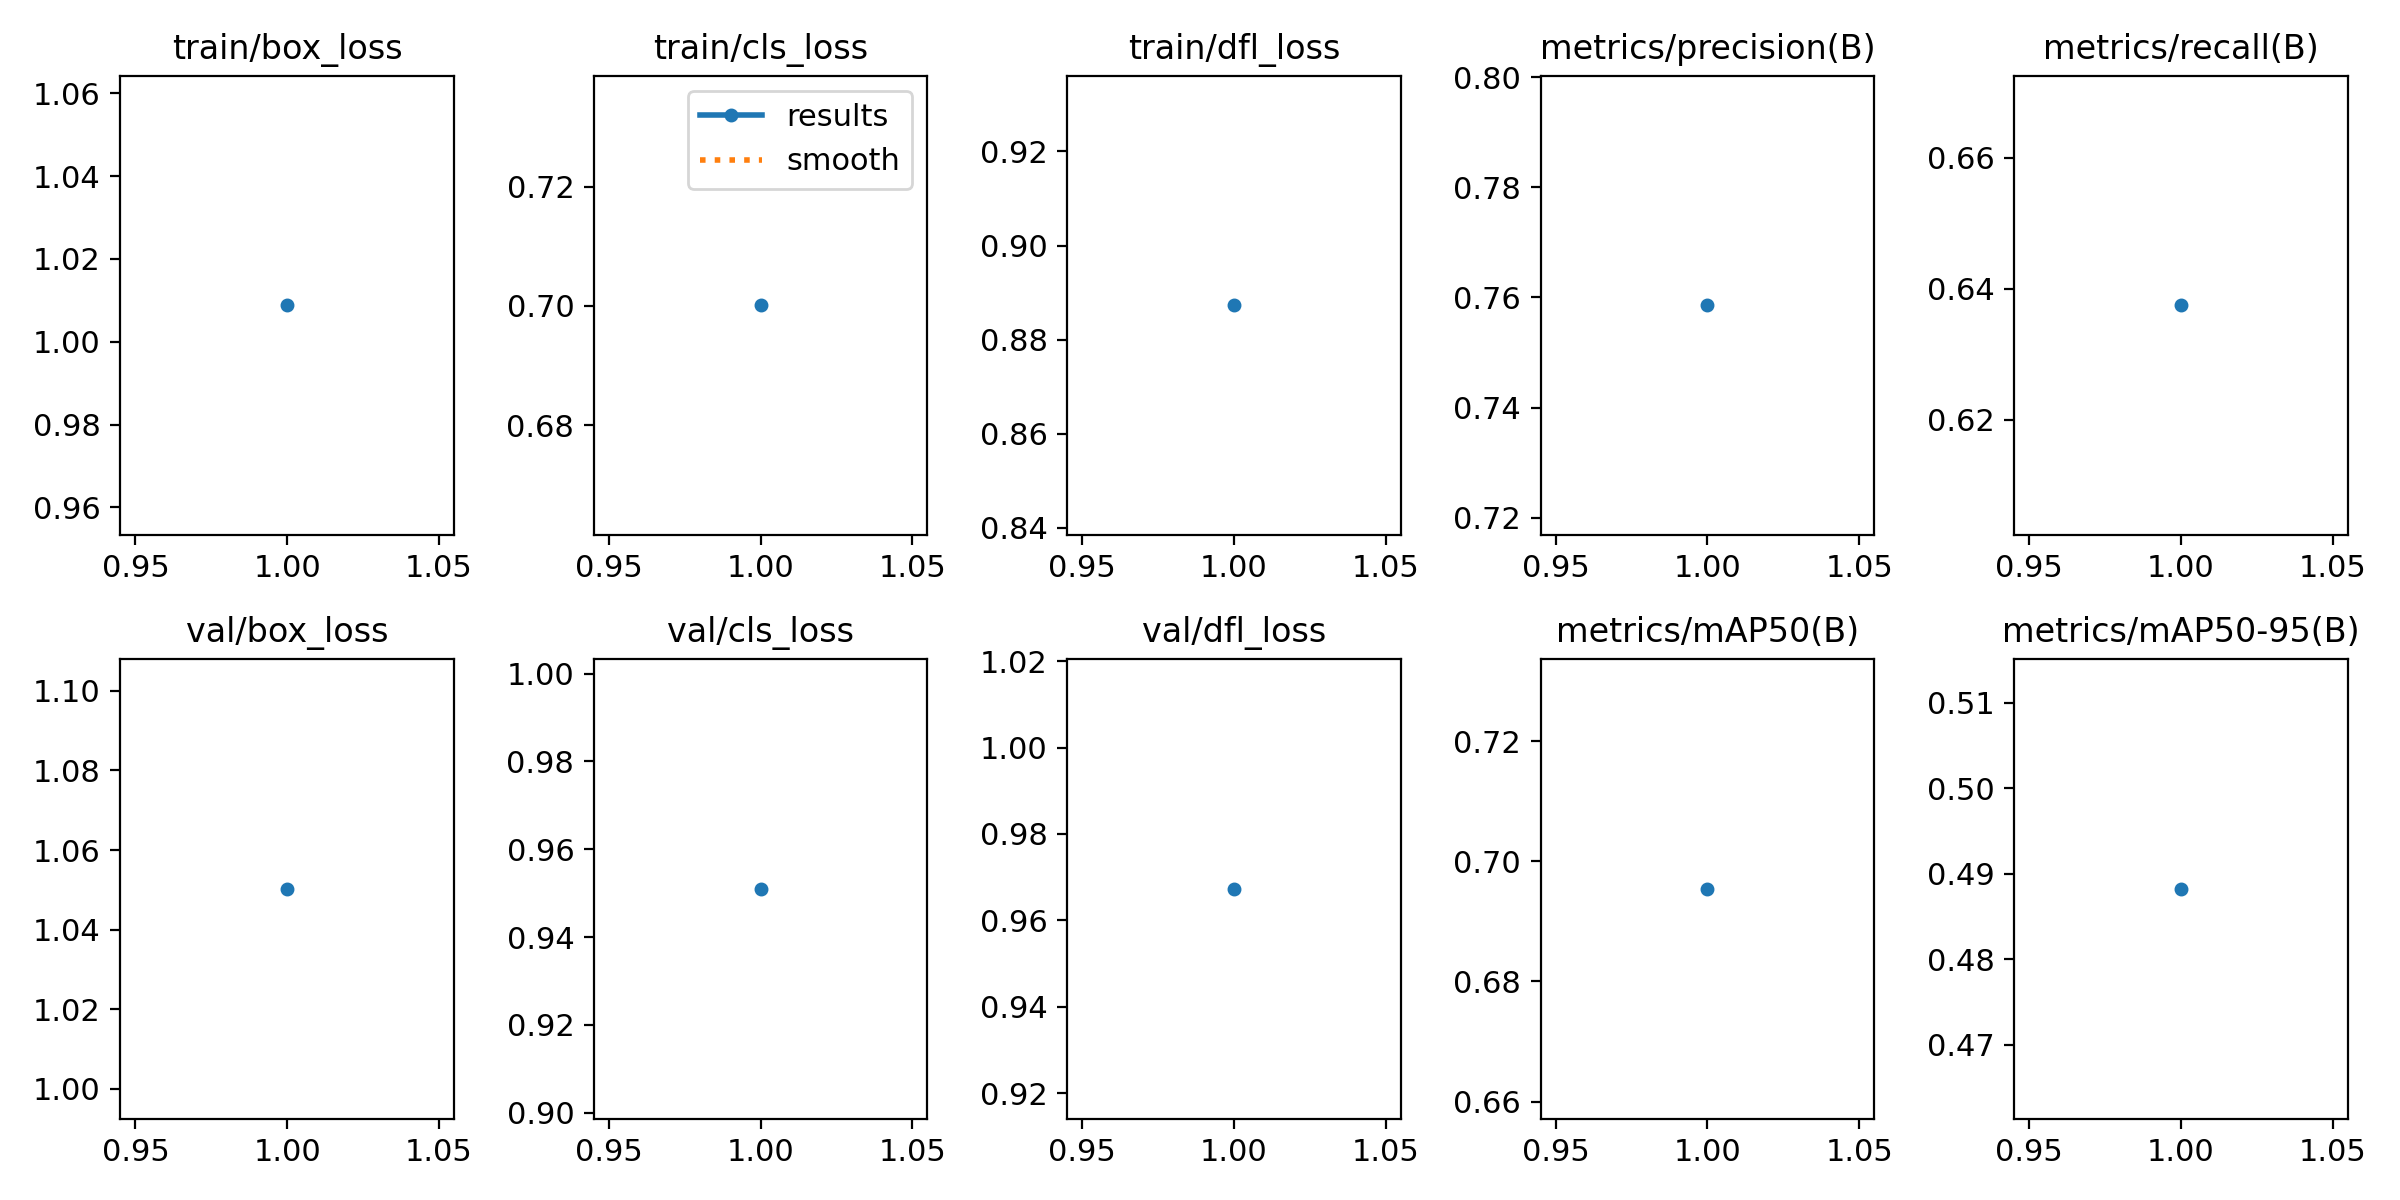 train/box_loss
1.06
1.04
1.02
1.00
0.98
0.96
0.95 1.00 1.05
train/cls_loss
results
smooth
0.72
0.70
0.68
0.95 1.00 1.05
train/dfl_loss
0.92
0.90
0.88
0.86
0.84
0.95 1.00 1.05
metrics/precision(B)
0.80
0.78
0.76
0.74
0.72
0.95 1.00 1.05
metrics/recall(B)
0.66
0.64
0.62
0.95 1.00 1.05
val/box_loss
1.10
1.08
1.06
1.04
1.02
1.00
0.95 1.00 1.05
val/cls_loss
1.00
0.98
0.96
0.94
0.92
0.90
0.95 1.00 1.05
val/dfl_loss
1.02
1.00
0.98
0.96
0.94
0.92
0.95 1.00 1.05
metrics/mAP50(B)
0.72
0.70
0.68
0.66
0.95 1.00 1.05
metrics/mAP50-95(B)
0.51
0.50
0.49
0.48
0.47
0.95 1.00 1.05